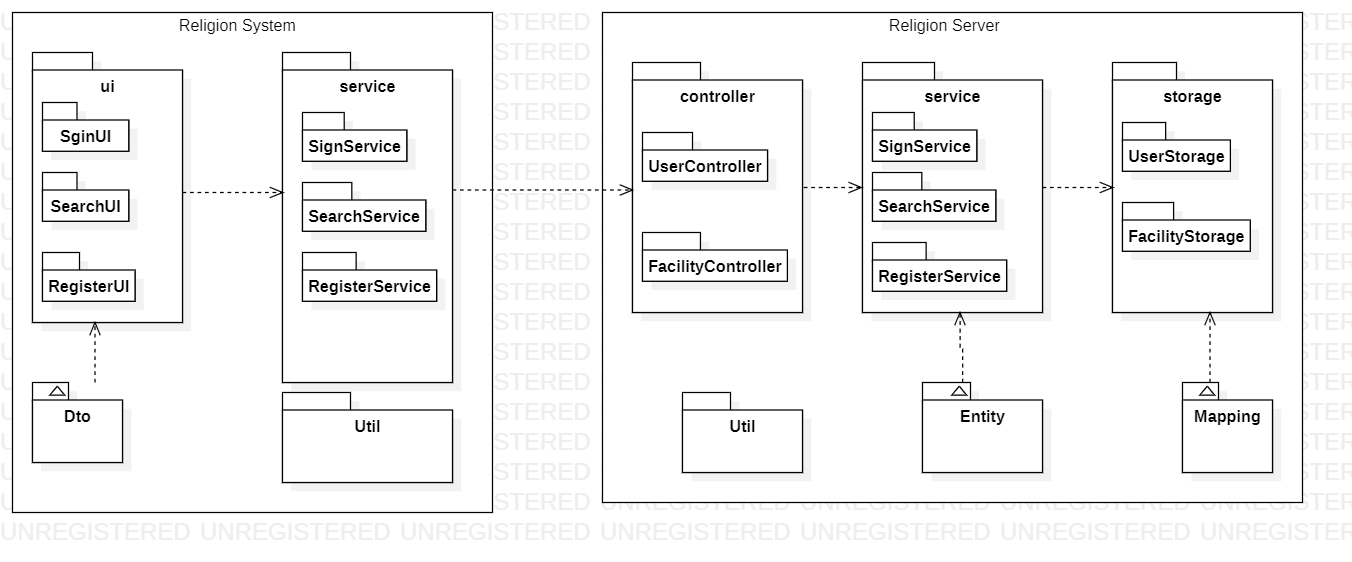 Religion System
ui
SginUI
SearchUI
RegisterUI
service
SignService
SearchService
RegisterService
Dto
Util
Religion Server
controller
UserController
FacilityController
service
SignService
SearchService
RegisterService
storage
UserStorage
FacilityStorage
Util
Entity
Mapping
UNREGISTERED UNREGISTERED UNREGISTERED UNREGISTERED UNREGISTERED UNREGISTERED